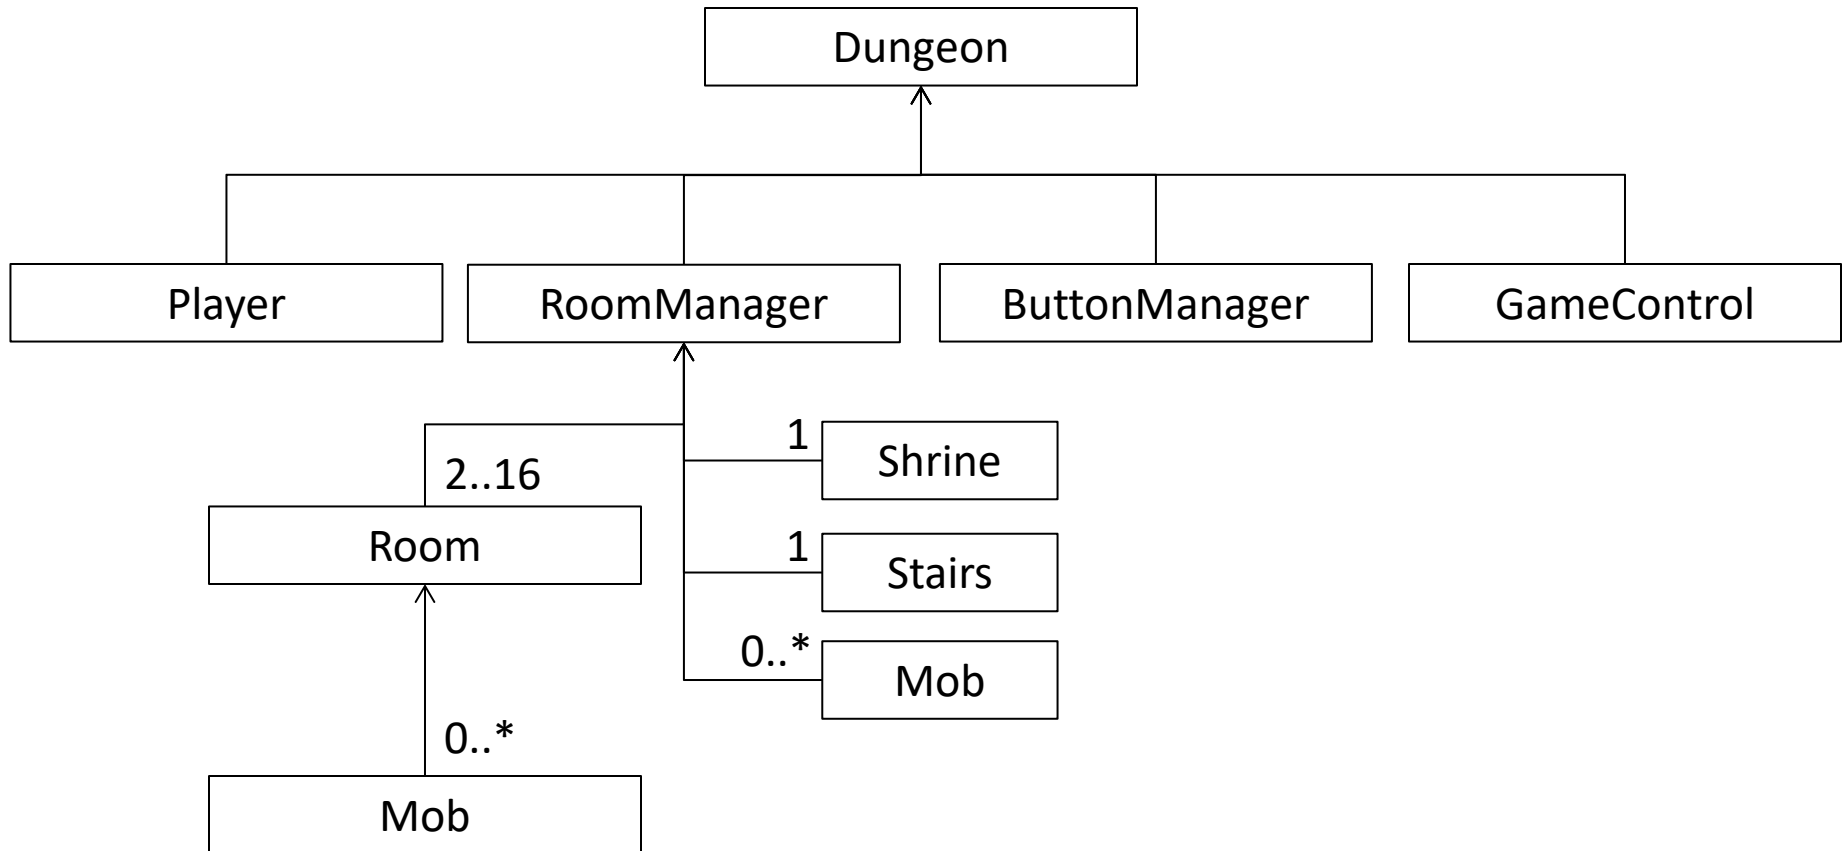 Dungeon
Player
RoomManager
ButtonManager
GameControl
1
Shrine
2..16
Room
1
Stairs
0..*
Mob
0..*
Mob